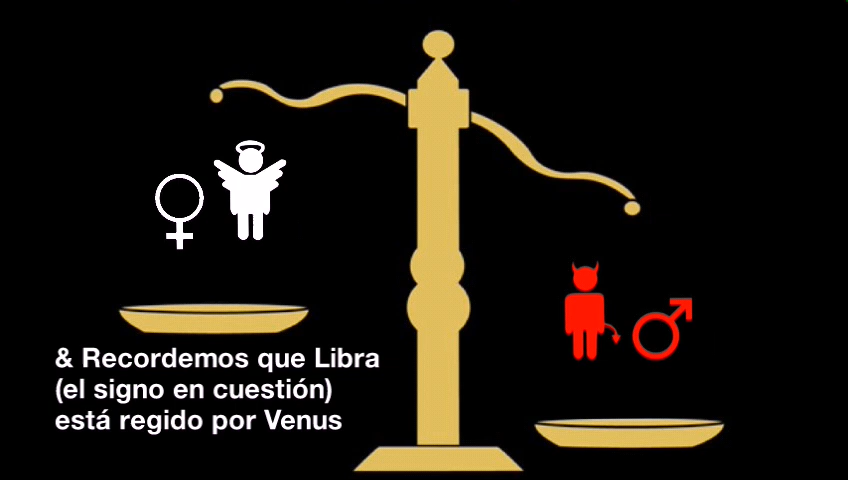 & Recordemos que Libra
(el signo en cuestión)
está regido por Venus